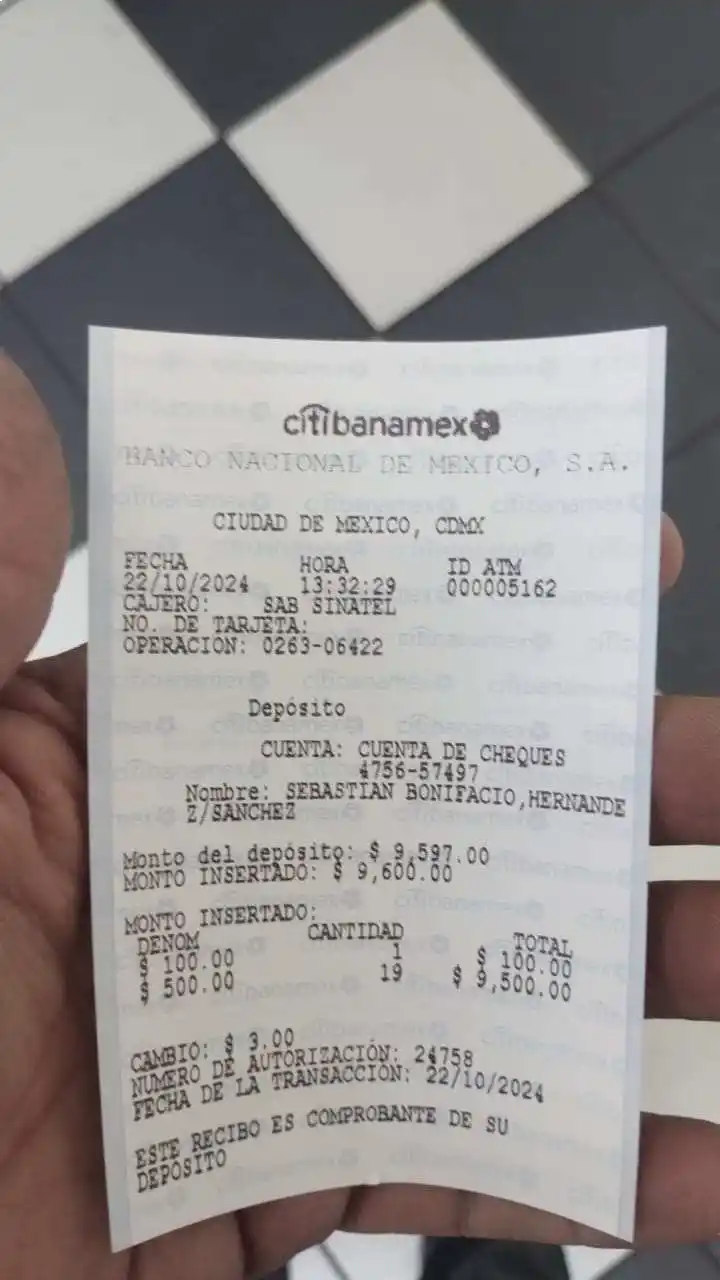 citibanamex
BANCO NACIONAL DE MEXICO, S.A.
CIUDAD DE MEXICO, CDMX
FECHA HORA ID ATM
22/10/2024 13:32:29 000005162
CAJERO: SAB SINATEL
NO. DE TARJETA:
OPERACION: 0263-06422
Depósito
CUENTA: CUENTA DE CHEQUES
4756-57497
Nombre: SEBASTIAN BONIFACIO,HERNANDE
Z/SANCHEZ
Monto del depósito: $ 9,597.00
MONTO INSERTADO: $ 9,600.00
MONTO INSERTADO:
DENOM CANTIDAD TOTAL
$ 100.00 1 $ 100.00
$ 500.00 19 $ 9,500.00
CAMBIO: $ 3.00
NUMERO DE AUTORIZACIÓN: 24758
FECHA DE LA TRANSACCIÓN: 22/10/2024
ESTE RECIBO ES COMPROBANTE DE SU
DEPÓSITO